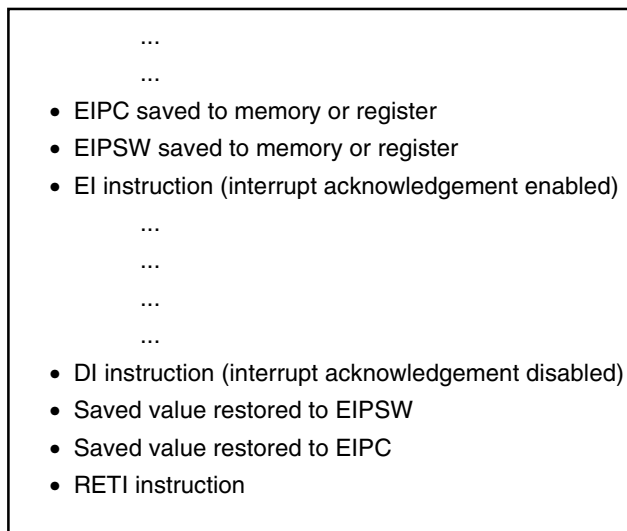 ...
...
• EIPC saved to memory or register
• EIPSW saved to memory or register
• EI instruction (interrupt acknowledgement enabled)
...
...
...
...
• DI instruction (interrupt acknowledgement disabled)
• Saved value restored to EIPSW
• Saved value restored to EIPC
• RETI instruction